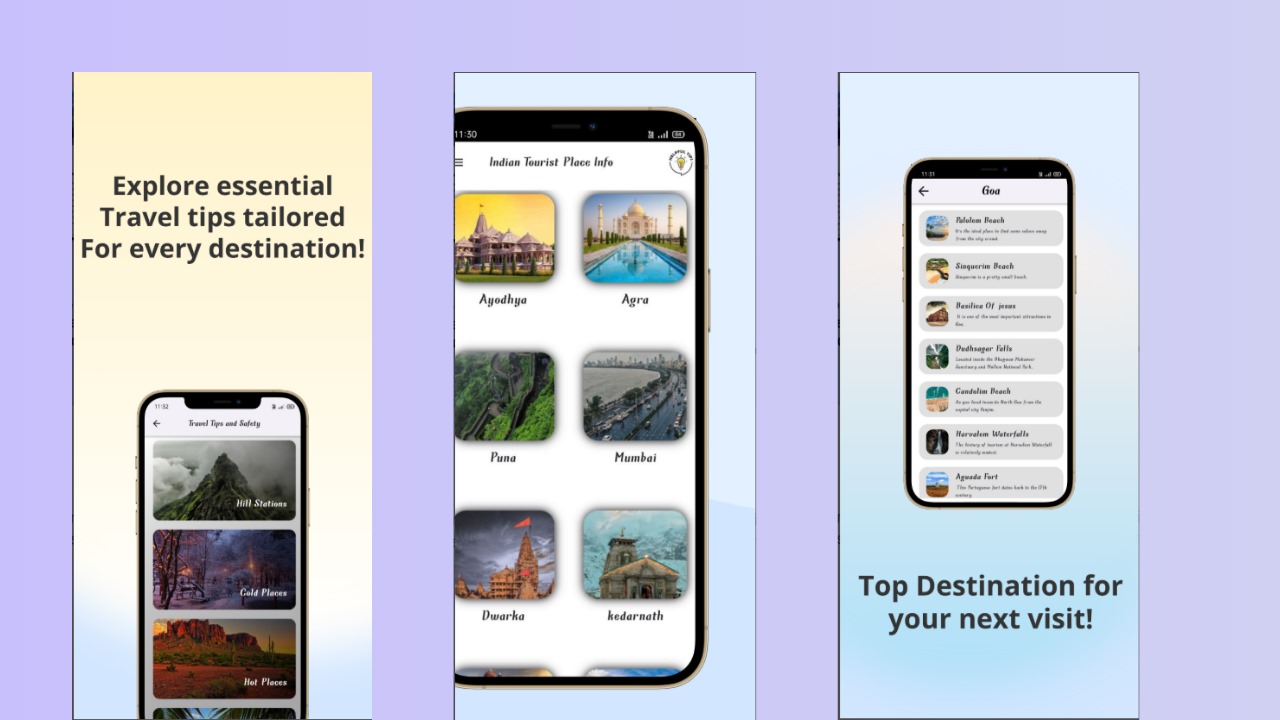 Explore essential
Travel tips tailored
For every destination!
11:32
Travel Tips and Safety
Hill Stations
Cold Places
Hot Places
11:30
Indian Tourist Place Info
HELPFUL TIPS
Ayodhya
Agra
Puna
Mumbai
Dwarka
kedarnath
11:31
Goa
Palolem Beach
It's the ideal place to find some solace away
from the city crowd.
Sinquerim Beach
Sinquerim is a pretty small beach.
Basilica Of jesus
It is one of the most important attractions in
Goa.
Dudhsagar Falls
Located inside the Bhagwan Mahaveer
Sanctuary and Mollem National Park.
Candolim Beach
As you head towards North Goa from the
capital city Panjim.
Harvalem Waterfalls
The history of tourism at Harvalem Waterfall
is relatively modest.
Aguada Fort
This Portuguese fort dates back to the 17th
century.
Top Destination for
your next visit!